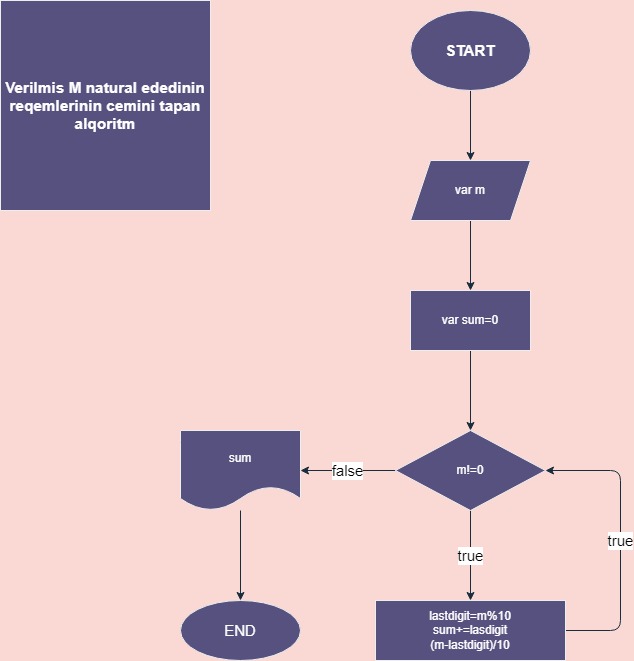 Verilmis M natural ededinin
reqemlerinin cemini tapan
alqoritm
START
var m
var sum=0
m!=0
false
sum
true
true
lastdigit=m%10
sum+=lasdigit
(m-lastdigit)/10
END